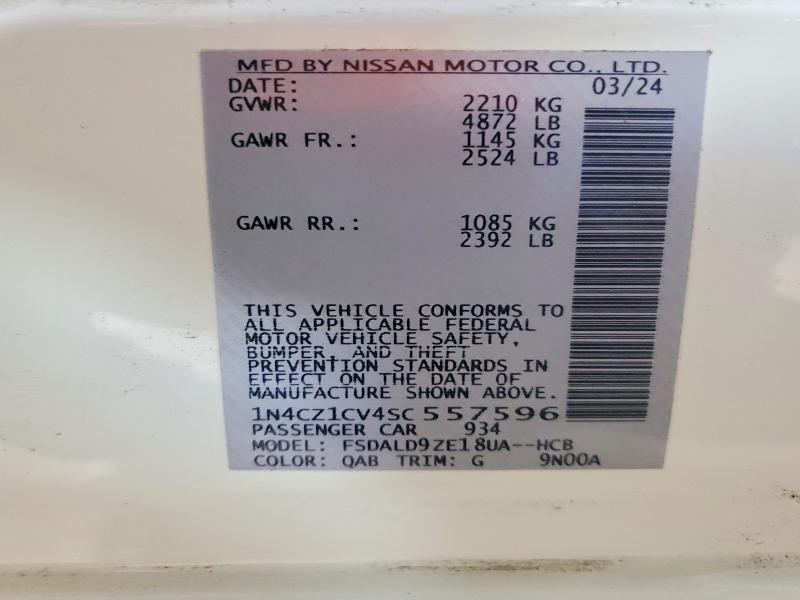 MFD BY NISSAN MOTOR CO., LTD.
DATE: 03/24
GVWR: 2210 KG
4872 LB
GAWR FR.: 1145 KG
2524 LB
GAWR RR.: 1085 KG
2392 LB
THIS VEHICLE CONFORMS TO
ALL APPLICABLE FEDERAL
MOTOR VEHICLE SAFETY,
BUMPER, AND THEFT
PREVENTION STANDARDS IN
EFFECT ON THE DATE OF
MANUFACTURE SHOWN ABOVE.
1N4CZ1CV4SC557596
PASSENGER CAR 934
MODEL: FSDALD9ZE18UA--HCB
COLOR: QAB TRIM: G 9N00A